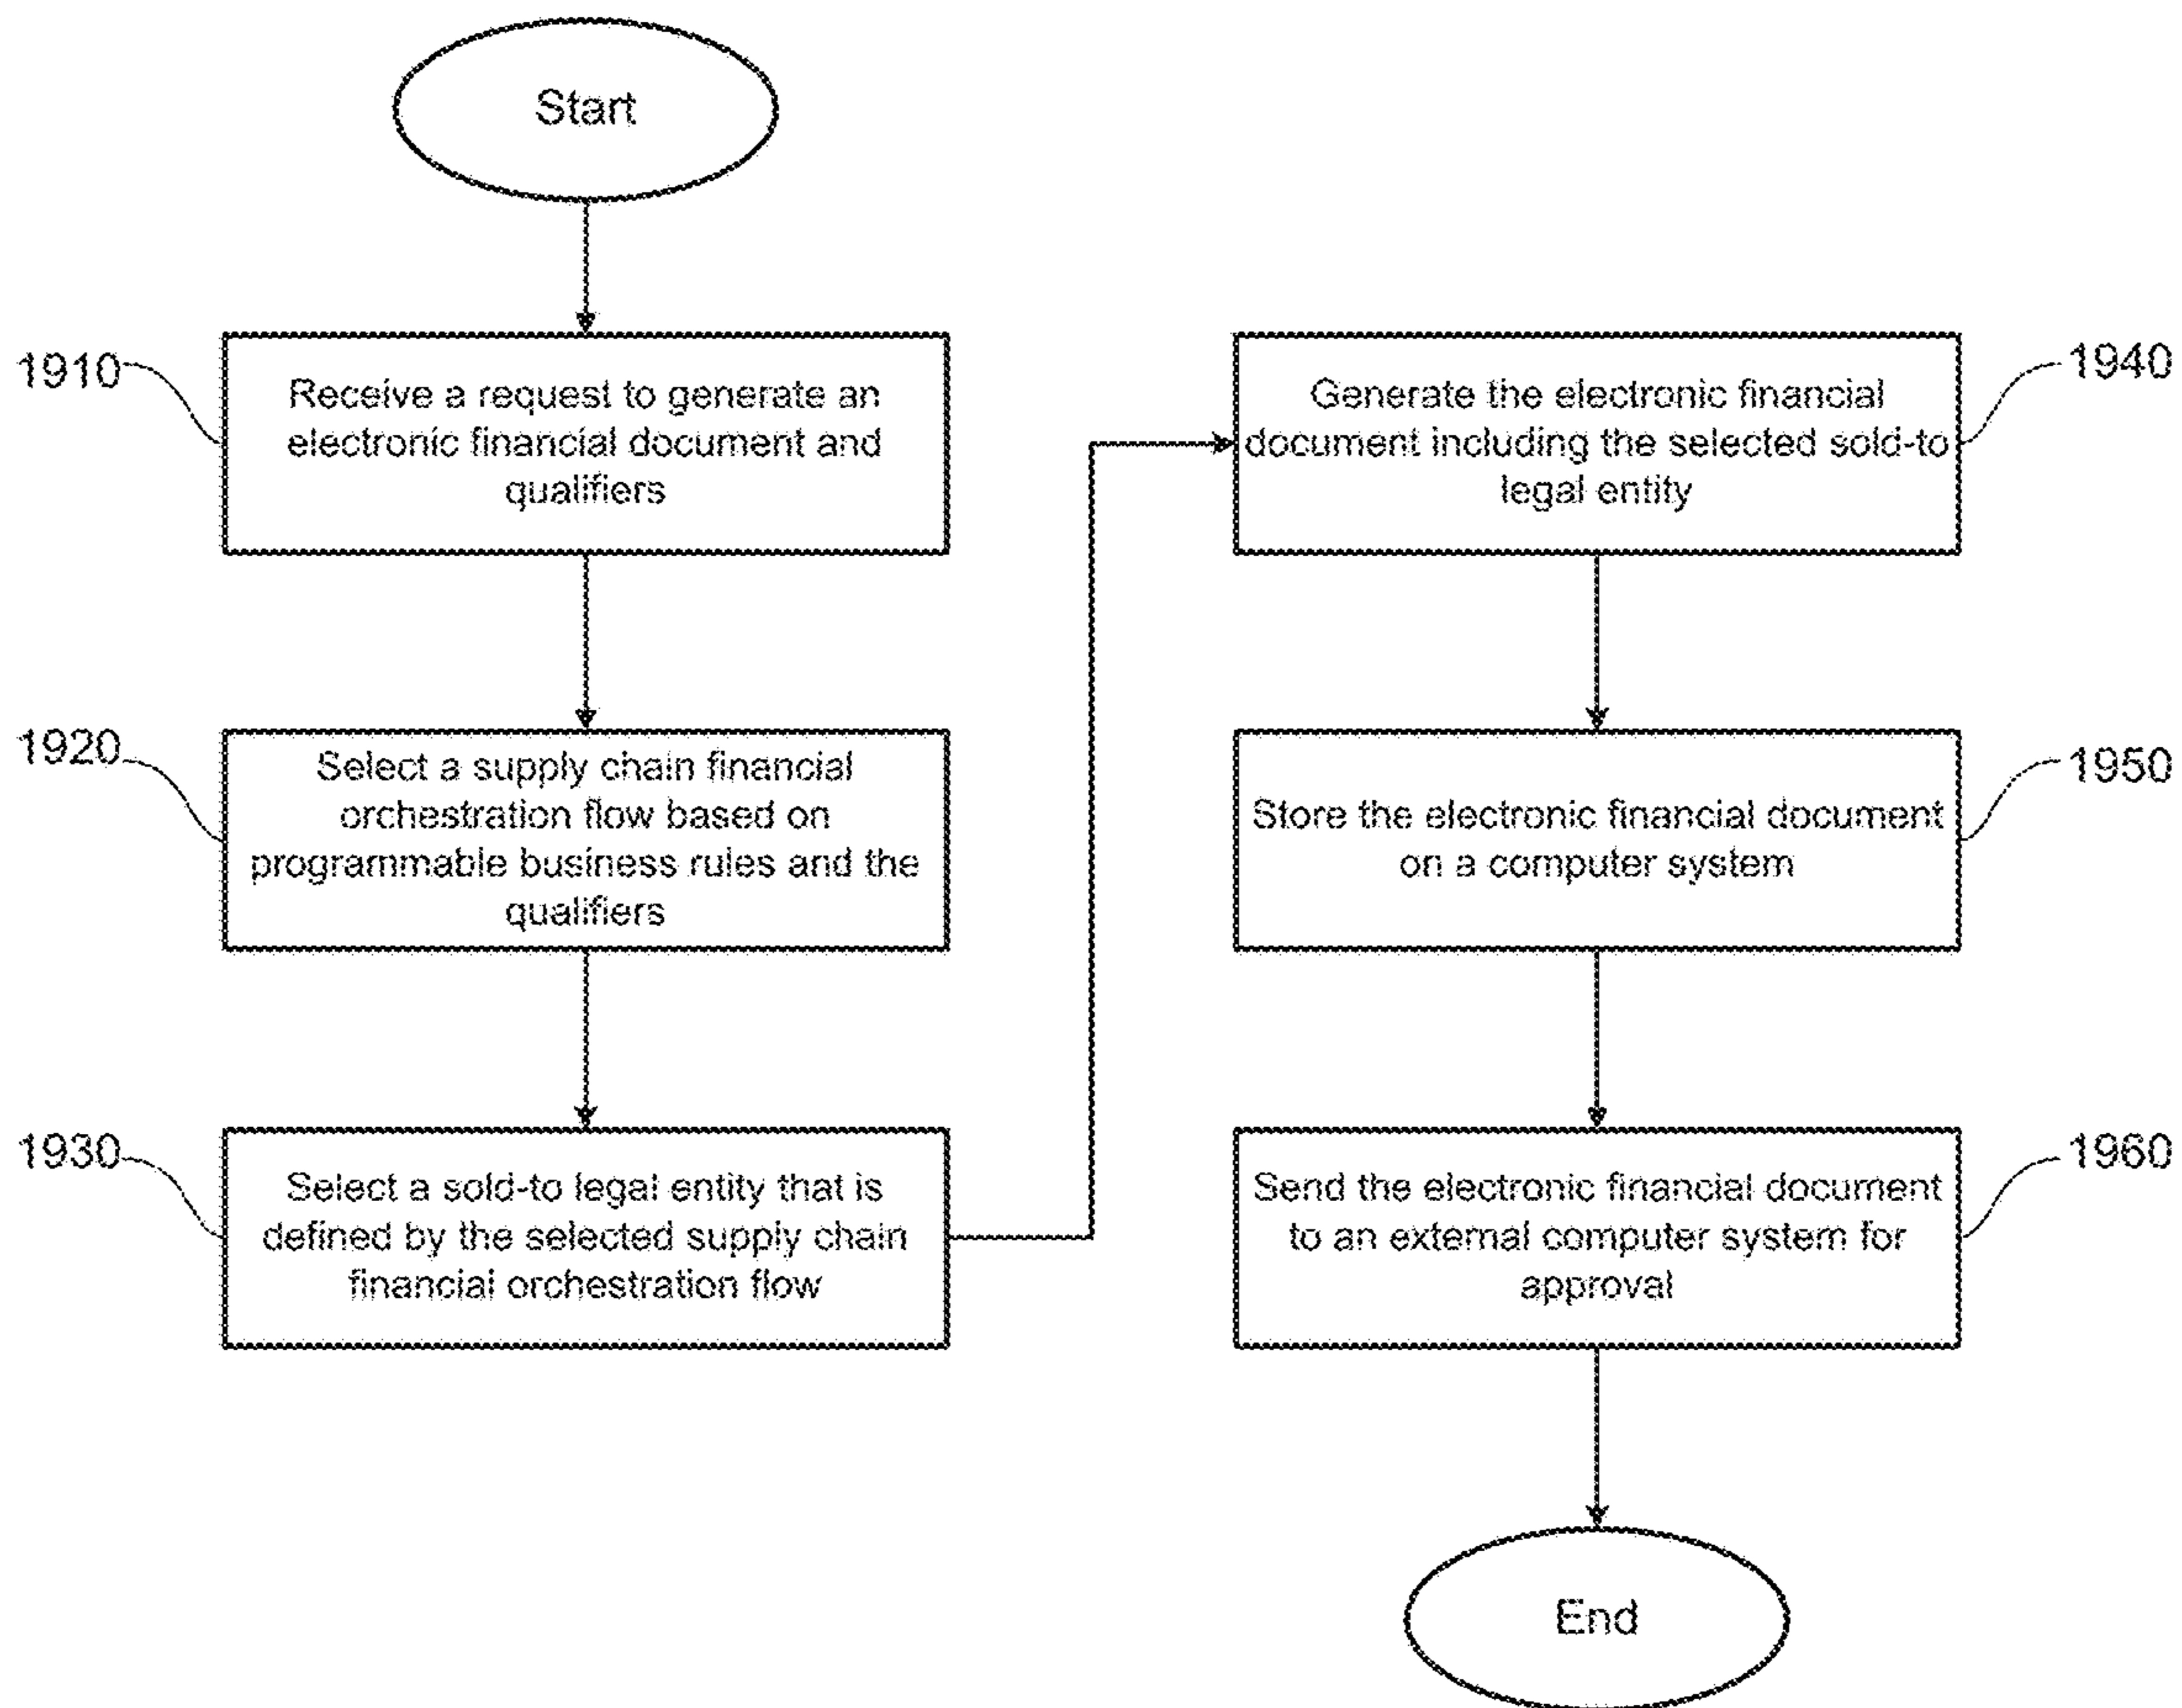 Start
1910
Receive a request to generate an
electronic financial document and
qualifiers
1920
Select a supply chain financial
orchestration flow based on
programmable business rules and the
qualifiers
1930
Select a sold-to legal entity that is
defined by the selected supply chain
financial orchestration flow
1940
Generate the electronic financial
document including the selected sold-to
legal entity
1950
Store the electronic financial document
on a computer system
1960
Send the electronic financial document
to an external computer system for
approval
End